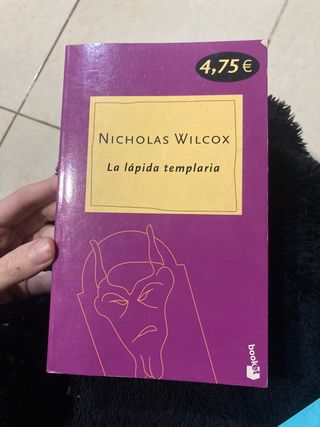 4,75 €
NICHOLAS WILCOX
La lápida templaria
booket